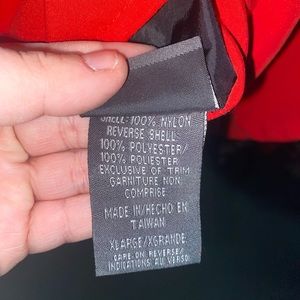 SHELL: 100% NYLON
REVERSE SHELL:
100% POLYESTER/
100% POLIESTER
EXCLUSIVE OF TRIM
GARNITURE NON
COMPRISE
MADE IN/HECHO EN
TAIWAN
XLARGE/XGRANDE
CARE ON REVERSE/
INDICATIONS AU VERSO